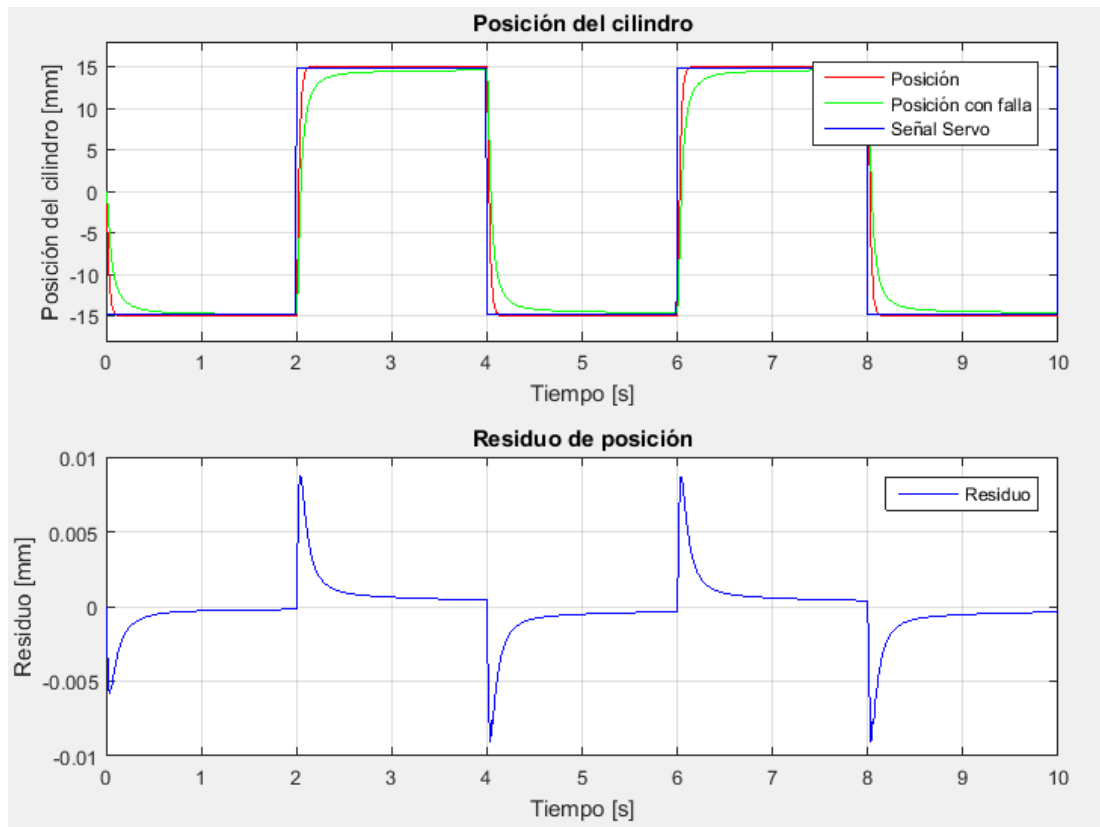 Posición del cilindro
Posición del cilindro [mm]
15
10
5
0
-5
-10
-15
Posición
Posición con falla
Señal Servo
0 1 2 3 4 5 6 7 8 9 10
Tiempo [s]
Residuo de posición
Residuo [mm]
0.01
0.005
0
-0.005
-0.01
Residuo
0 1 2 3 4 5 6 7 8 9 10
Tiempo [s]